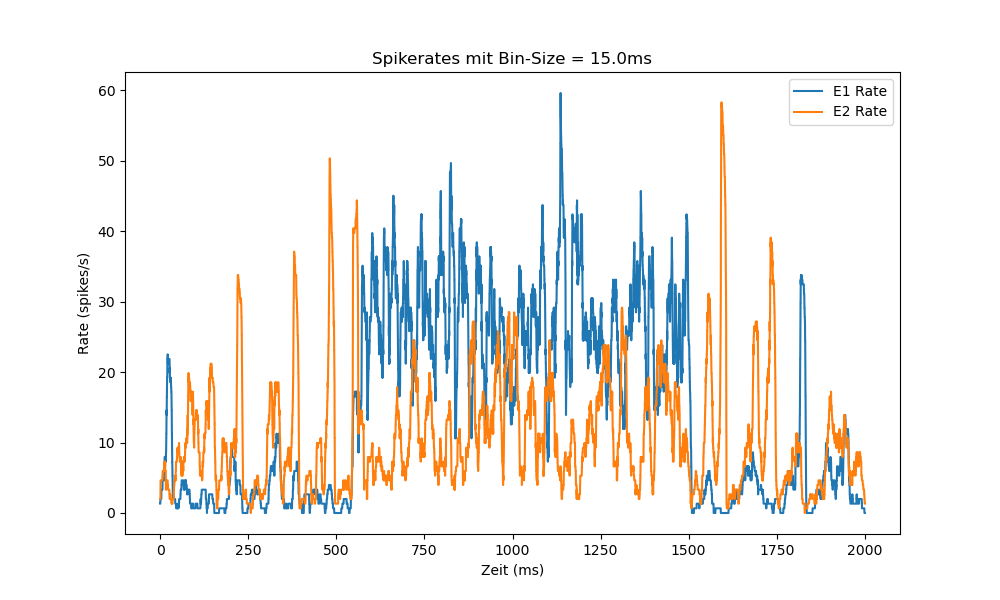 Spikerates mit Bin-Size = 15.0ms
E1 Rate
E2 Rate
Rate (spikes/s)
60
50
40
30
20
10
0
0 250 500 750 1000 1250 1500 1750 2000
Zeit (ms)